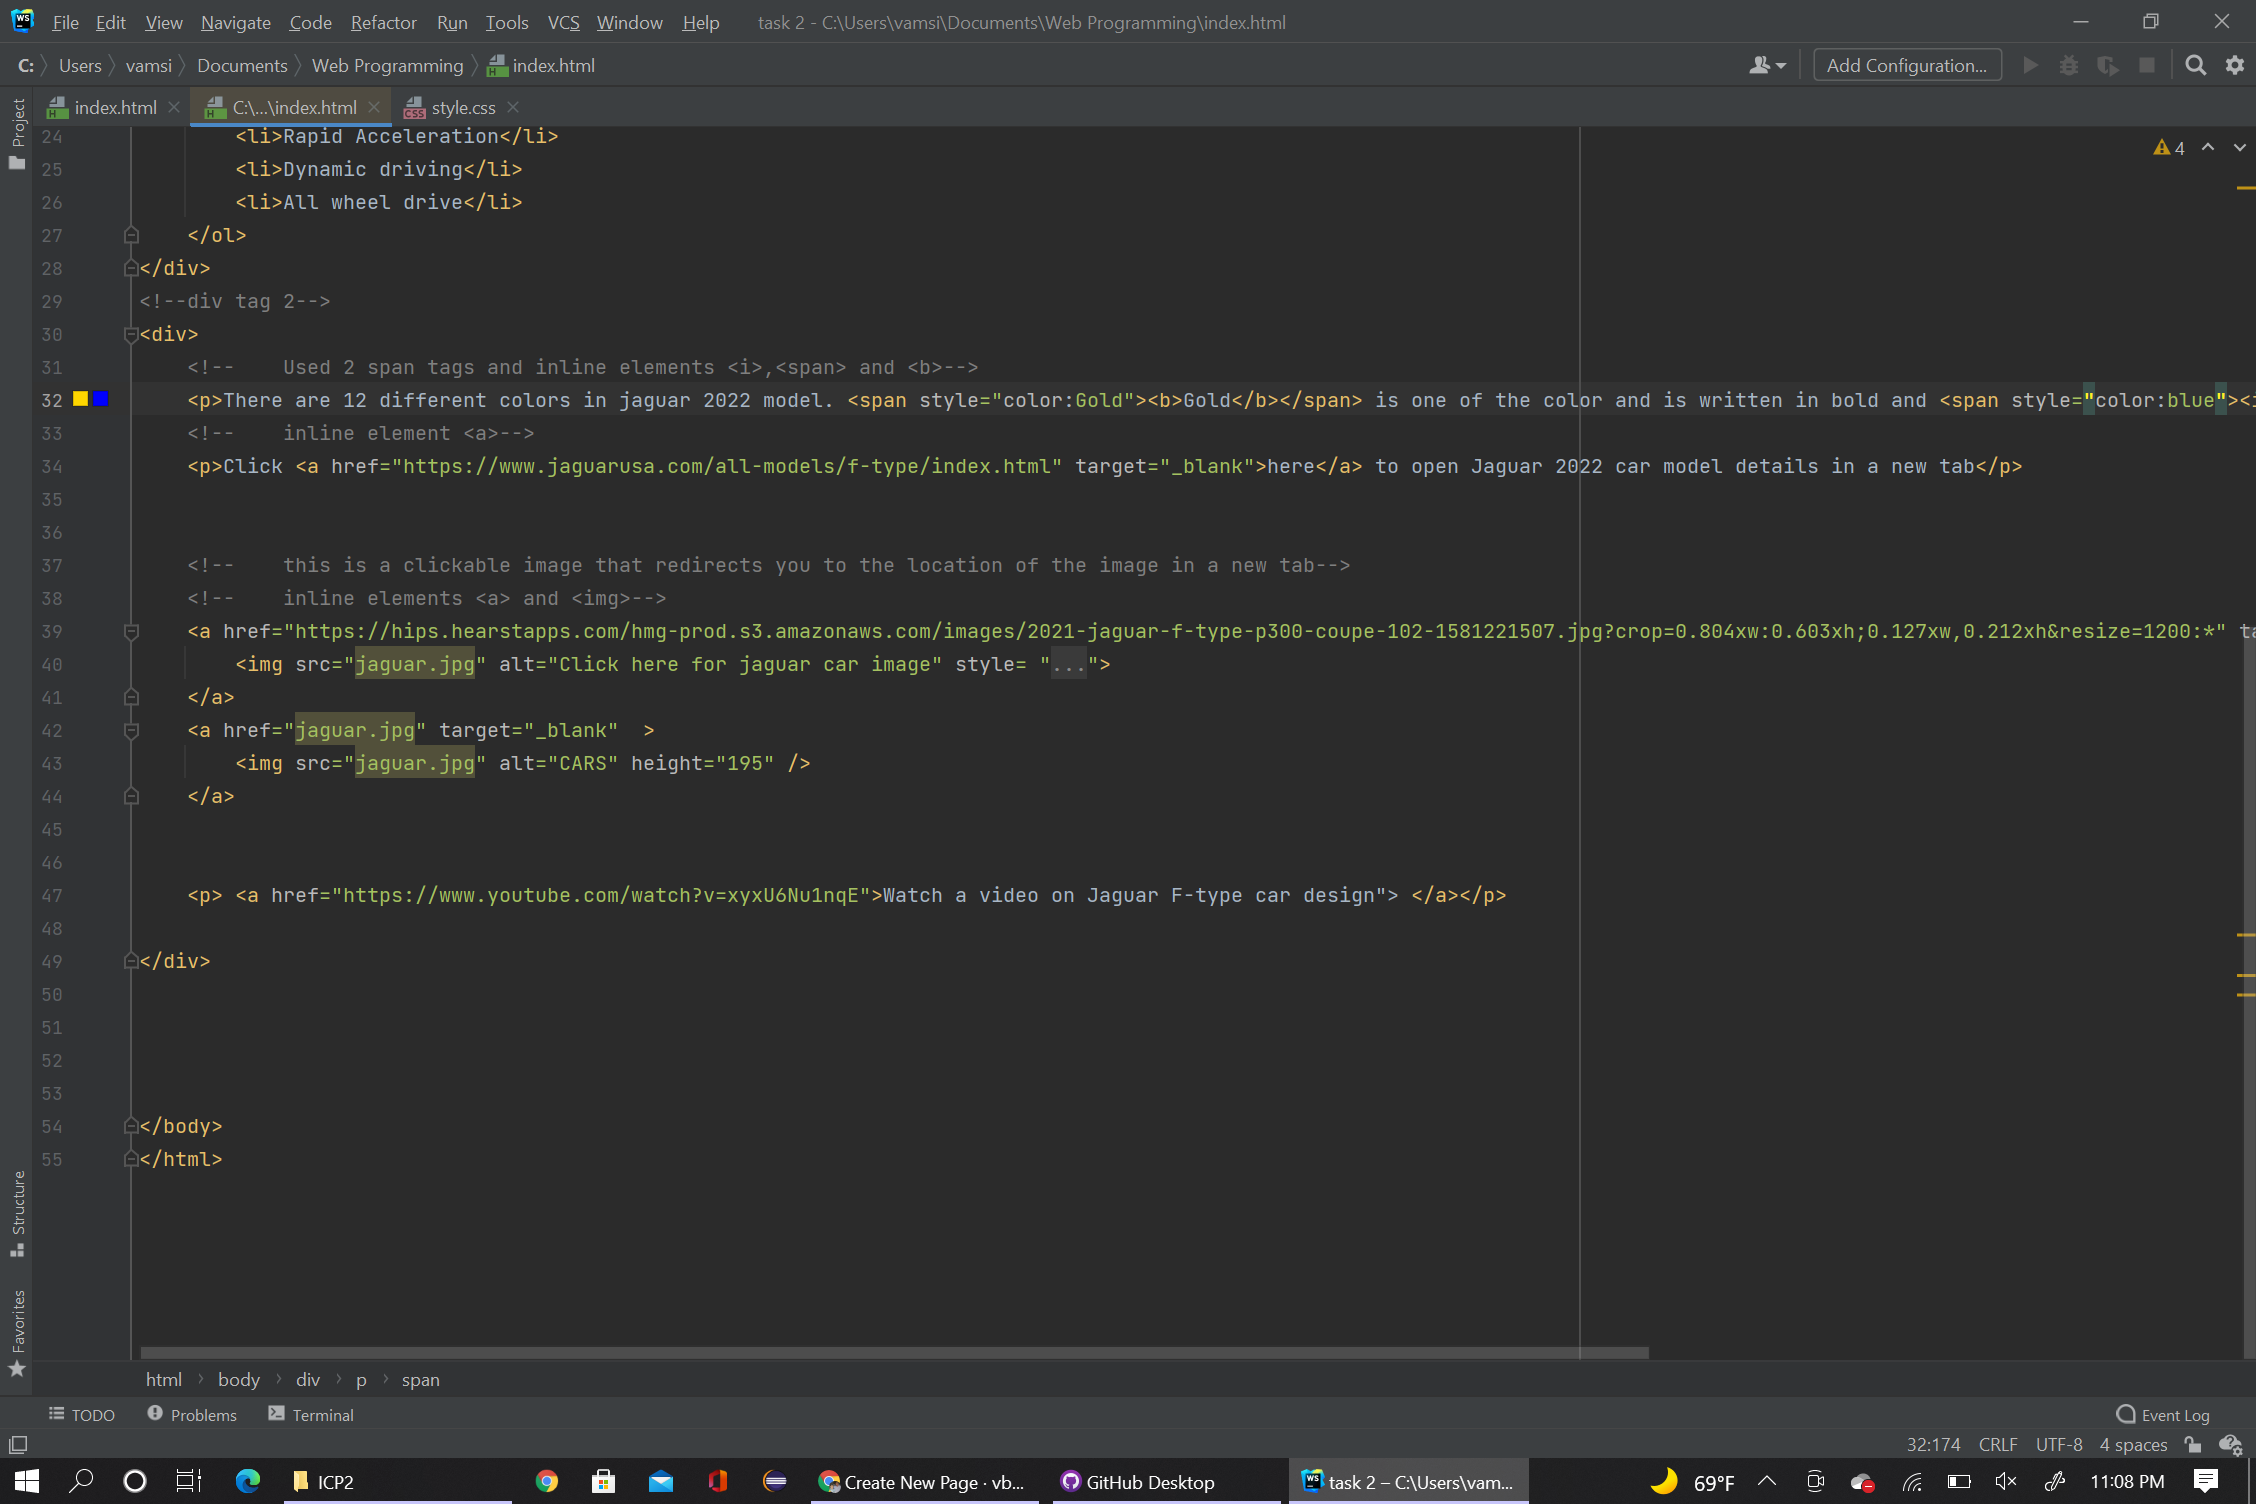 File Edit View Navigate Code Refactor Run Tools VCS Window Help task 2 - C:\Users\vamsi\Documents\Web Programming\index.html
C: Users vamsi Documents Web Programming index.html Add Configuration...
index.html C:\...\index.html style.css
Project
24 <li>Rapid Acceleration</li>
4
25 <li>Dynamic driving</li>
26 <li>All wheel drive</li>
27 </ol>
28 </div>
29 <!--div tag 2-->
30 <div>
31 <!-- Used 2 span tags and inline elements <i>,<span> and <b>-->
32 <p>There are 12 different colors in jaguar 2022 model. <span style="color:Gold"><b>Gold</b></span> is one of the color and is written in bold and <span style="color:blue"><i
33 <!-- inline element <a>-->
34 <p>Click <a href="https://www.jaguarusa.com/all-models/f-type/index.html" target="_blank">here</a> to open Jaguar 2022 car model details in a new tab</p>
35
36
37 <!-- this is a clickable image that redirects you to the location of the image in a new tab-->
38 <!-- inline elements <a> and <img>-->
39 <a href="https://hips.hearstapps.com/hmg-prod.s3.amazonaws.com/images/2021-jaguar-f-type-p300-coupe-102-1581221507.jpg?crop=0.804xw:0.603xh;0.127xw,0.212xh&resize=1200:*" ta
40 <img src="jaguar.jpg" alt="Click here for jaguar car image" style= "...">
41 </a>
42 <a href="jaguar.jpg" target="_blank"  >
43 <img src="jaguar.jpg" alt="CARS" height="195" />
44 </a>
45
46
47 <p> <a href="https://www.youtube.com/watch?v=xyxU6Nu1nqE">Watch a video on Jaguar F-type car design"> </a></p>
48
49 </div>
50
51
52
53
54 </body>
55 </html>
Structure
Favorites
html body div p span
TODO Problems Terminal Event Log
32:174 CRLF UTF-8 4 spaces
ICP2 Create New Page · vb... GitHub Desktop task 2 – C:\Users\vam... 69°F 11:08 PM